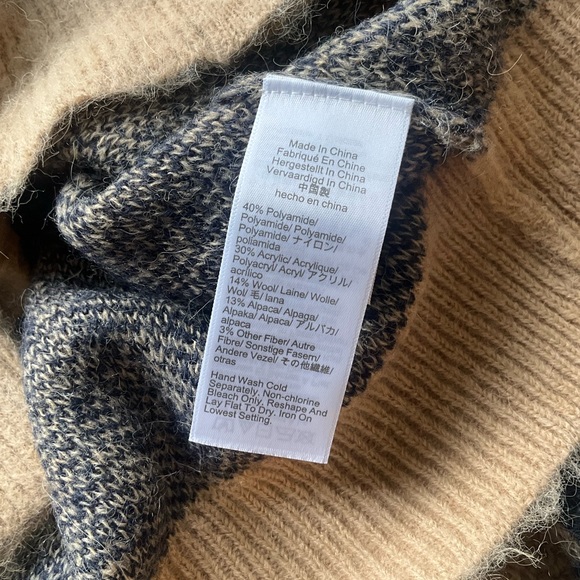 Made In China
Fabriqué En Chine
Hergestellt In China
Vervaardigd In China
中国製
hecho en china
40% Polyamide/
Polyamide/ Polyamide/
Polyamide/ ナイロン/
poliamida
30% Acrylic/ Acrylique/
Polyacryl/ Acryl/ アクリル/
acrílico
14% Wool/ Laine/ Wolle/
Wol/ 毛/ lana
13% Alpaca/ Alpaga/
Alpaka/ Alpaca/ アルパカ/
alpaca
3% Other Fiber/ Autre
Fibre/ Sonstige Fasern/
Andere Vezel/ その他繊維/
otras
Hand Wash Cold
Separately. Non-chlorine
Bleach Only. Reshape And
Lay Flat To Dry. Iron On
Lowest Setting.